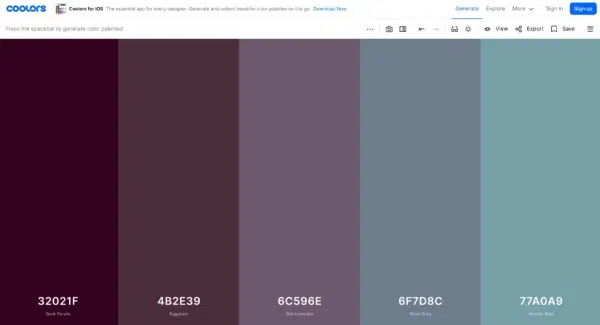 coolors
Coolors for iOS The essential app for every designer. Generate and collect beautiful color palettes on the go. Download Now
Generate Explore More Sign in Sign up
Press the spacebar to generate color palettes!
View Export Save
32021F 4B2E39 6C596E 6F7D8C 77A0A9
Dark Purple Eggplant Old Lavender Slate Gray